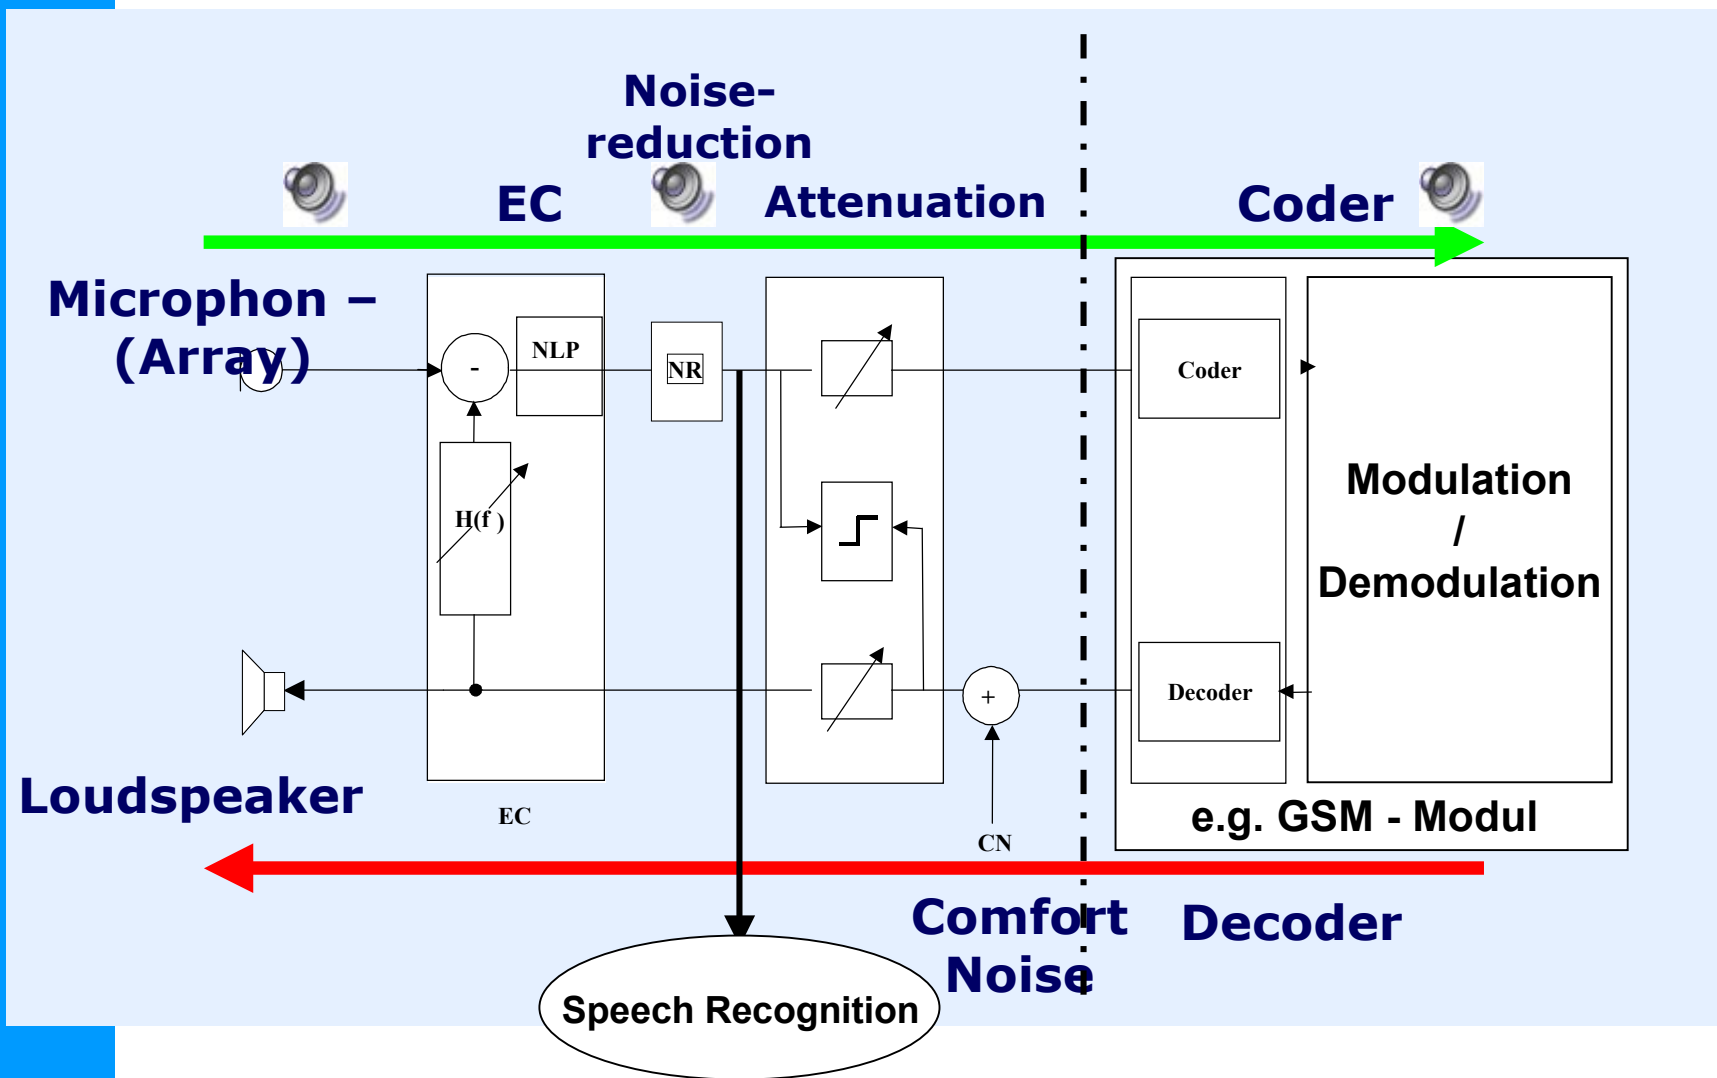 Noise-
reduction
EC
Attenuation
Coder
Microphon –
(Array)
-
NLP
NR
Coder
H(f )
Modulation
/
Demodulation
+
Decoder
Loudspeaker
EC
CN
e.g. GSM - Modul
Comfort
Noise
Decoder
Speech Recognition